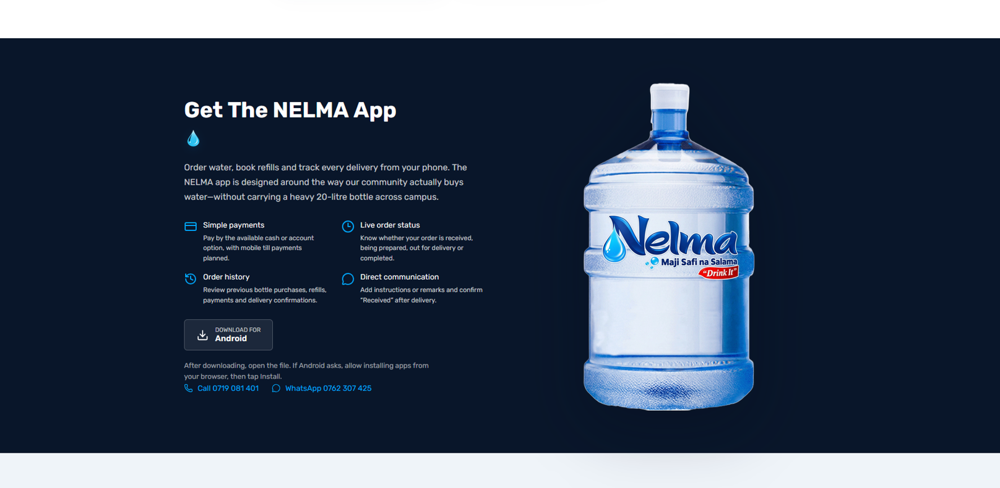 Get The NELMA App
Order water, book refills and track every delivery from your phone. The
NELMA app is designed around the way our community actually buys
water—without carrying a heavy 20-litre bottle across campus.
Simple payments
Pay by the available cash or account
option, with mobile till payments
planned.
Live order status
Know whether your order is received,
being prepared, out for delivery or
completed.
Order history
Review previous bottle purchases, refills,
payments and delivery confirmations.
Direct communication
Add instructions or remarks and confirm
“Received” after delivery.
DOWNLOAD FOR
Android
After downloading, open the file. If Android asks, allow installing apps from
your browser, then tap Install.
Call 0719 081 401 WhatsApp 0762 307 425
Nelma
Maji Safi na Salama
“Drink It”